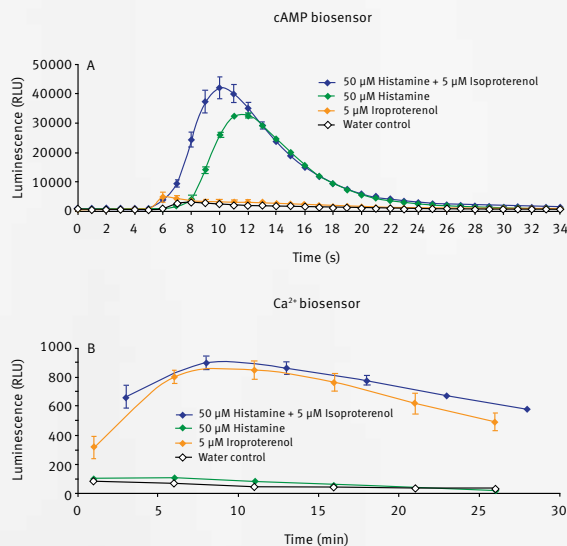 cAMP biosensor
A
Luminescence (RLU)
50000
40000
30000
20000
10000
0
50 µM Histamine + 5 µM Isoproterenol
50 µM Histamine
5 µM Iroproterenol
Water control
0 2 4 6 8 10 12 14 16 18 20 22 24 26 28 30 32 34
Time (s)
Ca²⁺ biosensor
B
Luminescence (RLU)
1000
800
600
400
200
0
50 µM Histamine + 5 µM Isoproterenol
50 µM Histamine
5 µM Iroproterenol
Water control
0 5 10 15 20 25 30
Time (min)